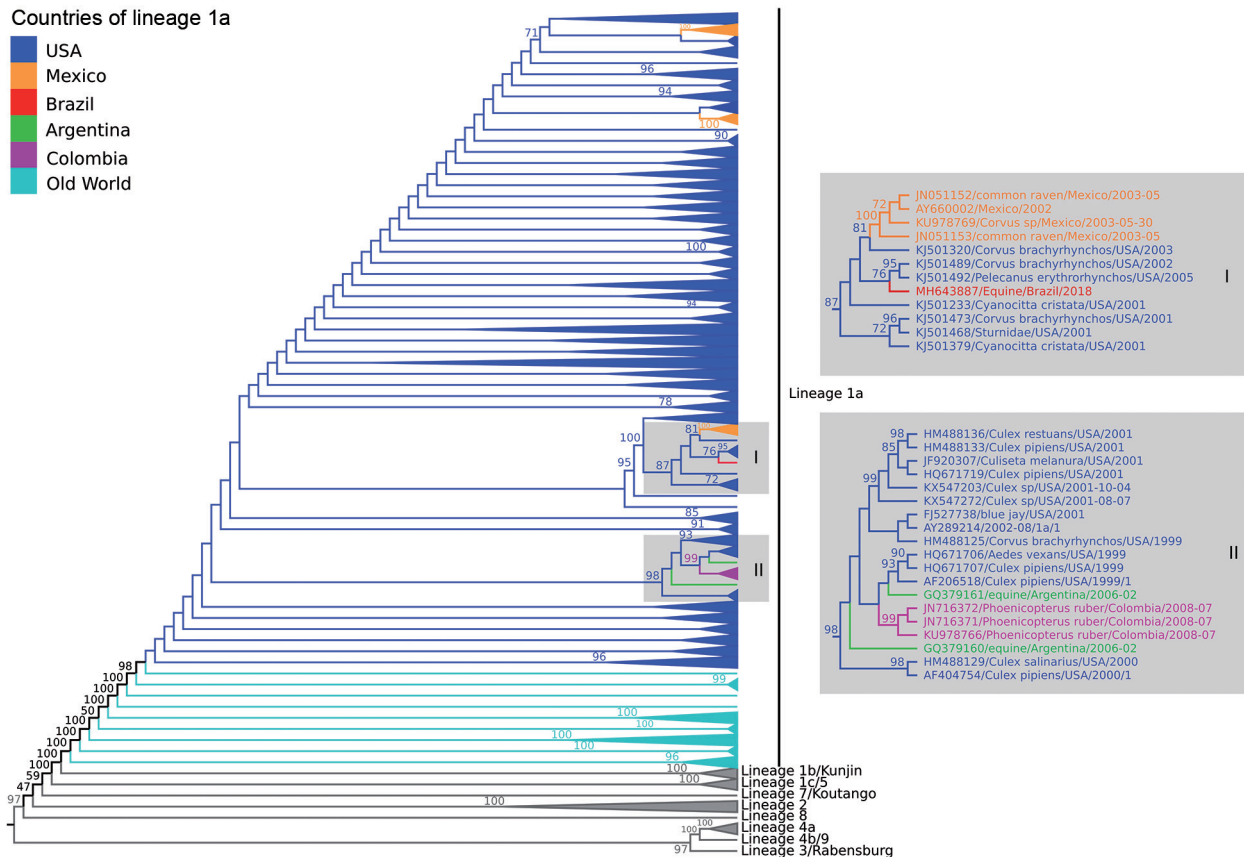 Countries of lineage 1a
USA
Mexico
Brazil
Argentina
Colombia
Old World
71
100
96
94
100
90
100
94
78
100
95
81
100
76
95
87
72
I
85
91
93
99
98
II
96
98
100
100
100
50
100
100
100
100
59
47
97
99
100
100
100
100
96
100
100
100
100
100
97
Lineage 1a
Lineage 1b/Kunjin
Lineage 1c/5
Lineage 7/Koutango
Lineage 2
Lineage 8
Lineage 4a
Lineage 4b/9
Lineage 3/Rabensburg
JN051152/common raven/Mexico/2003-05
72
AY660002/Mexico/2002
100
KU978769/Corvus sp/Mexico/2003-05-30
81
JN051153/common raven/Mexico/2003-05
KJ501320/Corvus brachyrhynchos/USA/2003
95
KJ501489/Corvus brachyrhynchos/USA/2002
76
KJ501492/Pelecanus erythrorhynchos/USA/2005
I
MH643887/Equine/Brazil/2018
87
KJ501233/Cyanocitta cristata/USA/2001
96
KJ501473/Corvus brachyrhynchos/USA/2001
72
KJ501468/Sturnidae/USA/2001
KJ501379/Cyanocitta cristata/USA/2001
98
HM488136/Culex restuans/USA/2001
85
HM488133/Culex pipiens/USA/2001
JF920307/Culiseta melanura/USA/2001
99
HQ671719/Culex pipiens/USA/2001
KX547203/Culex sp/USA/2001-10-04
KX547272/Culex sp/USA/2001-08-07
FJ527738/blue jay/USA/2001
AY289214/2002-08/1a/1
HM488125/Corvus brachyrhynchos/USA/1999
90
HQ671706/Aedes vexans/USA/1999
II
93
HQ671707/Culex pipiens/USA/1999
AF206518/Culex pipiens/USA/1999/1
GQ379161/equine/Argentina/2006-02
JN716372/Phoenicopterus ruber/Colombia/2008-07
99
JN716371/Phoenicopterus ruber/Colombia/2008-07
98
KU978766/Phoenicopterus ruber/Colombia/2008-07
GQ379160/equine/Argentina/2006-02
98
HM488129/Culex salinarius/USA/2000
AF404754/Culex pipiens/USA/2000/1